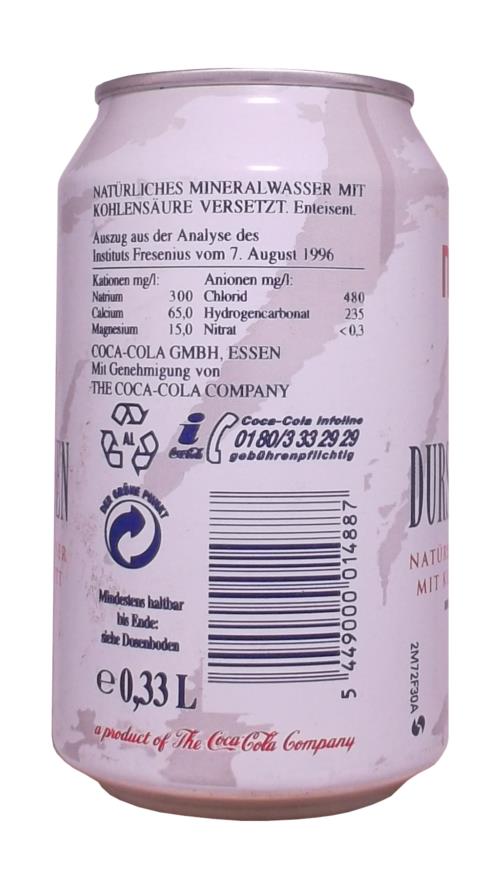 NATÜRLICHES MINERALWASSER MIT
KOHLENSÄURE VERSETZT. Enteisent.
Auszug aus der Analyse des
Instituts Fresenius vom 7. August 1996
Kationen mg/l: Anionen mg/l:
Natrium 300 Chlorid 480
Calcium 65,0 Hydrogencarbonat 235
Magnesium 15,0 Nitrat <0,3
COCA-COLA GMBH, ESSEN
Mit Genehmigung von
THE COCA-COLA COMPANY
AL
i
Coca-Cola
Coca-Cola Infoline
0180/3 33 29 29
gebührenpflichtig
DER GRÜNE PUNKT
Mindestens haltbar
bis Ende:
siehe Dosenboden
e 0,33 L
5 449000 014887
a product of The Coca-Cola Company
2M72F30A